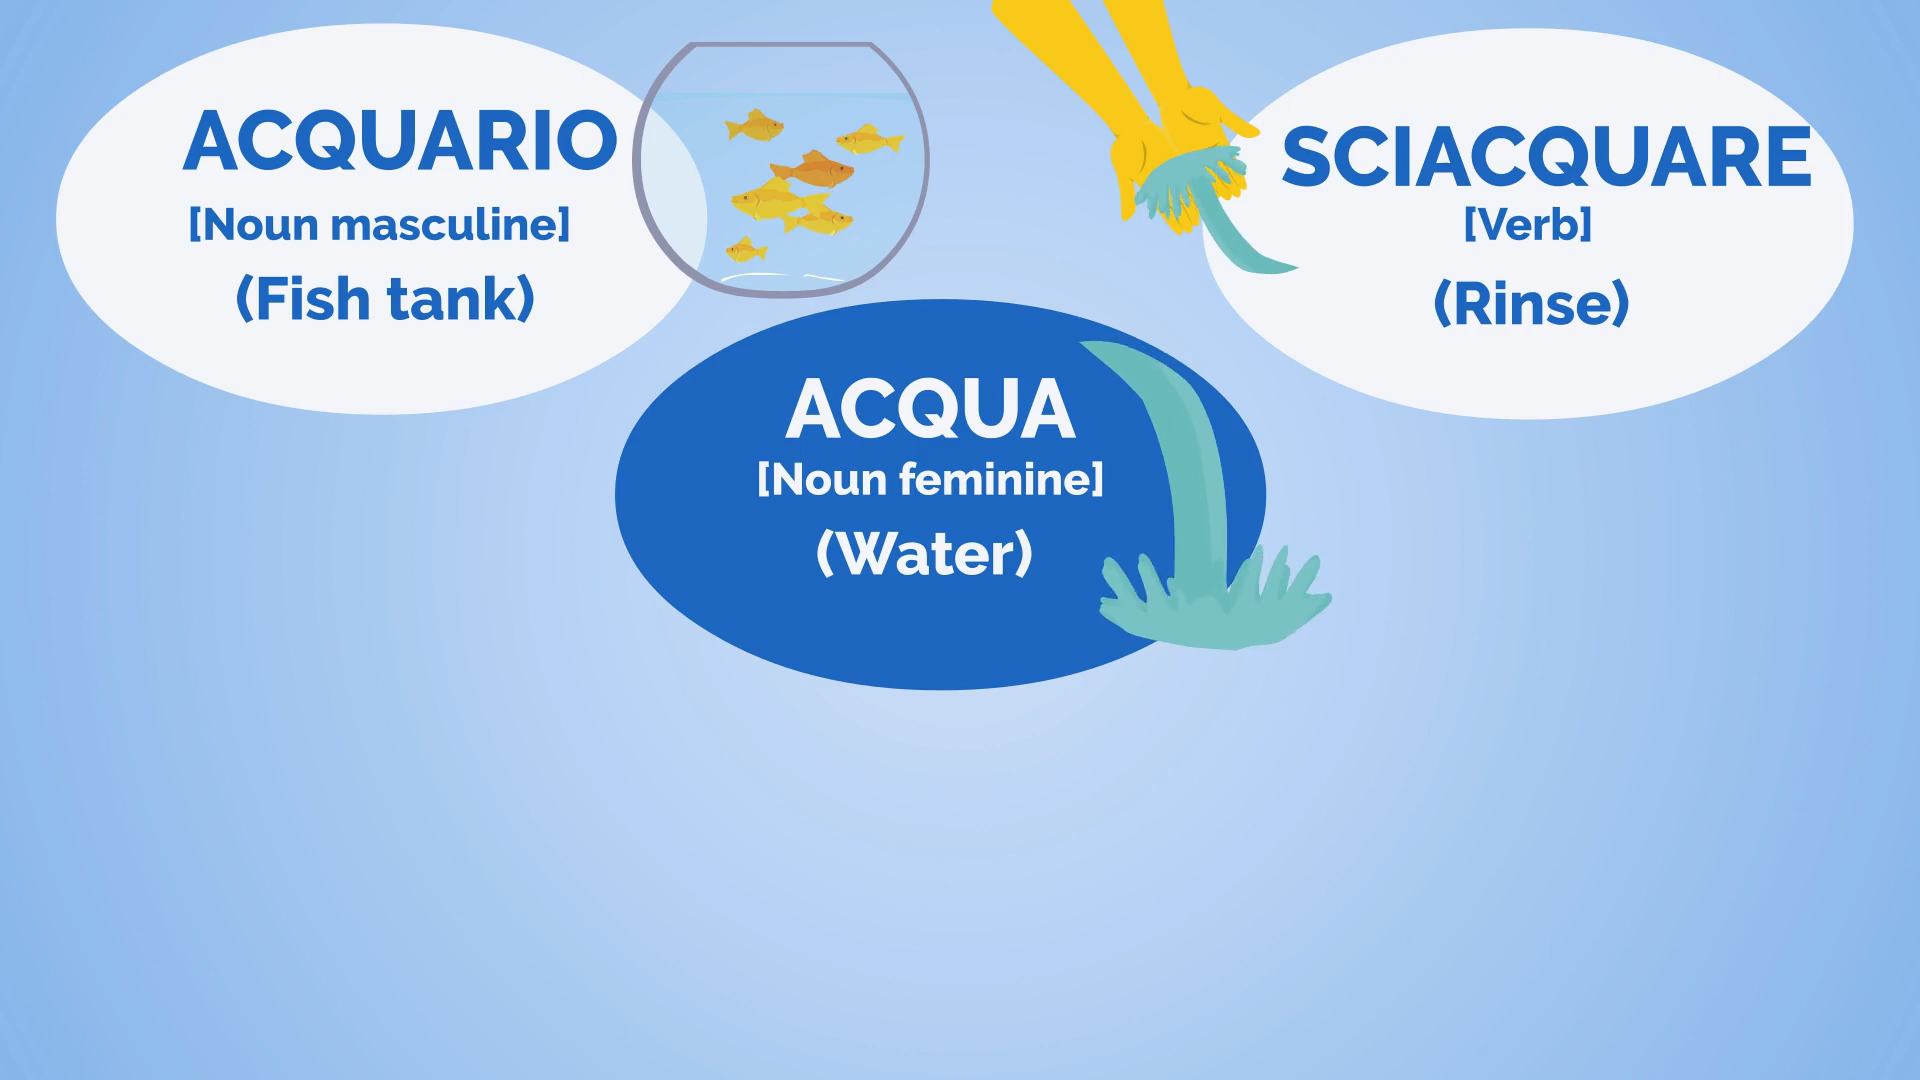 ACQUARIO
[Noun masculine]
(Fish tank)
SCIACQUARE
[Verb]
(Rinse)
ACQUA
[Noun feminine]
(Water)